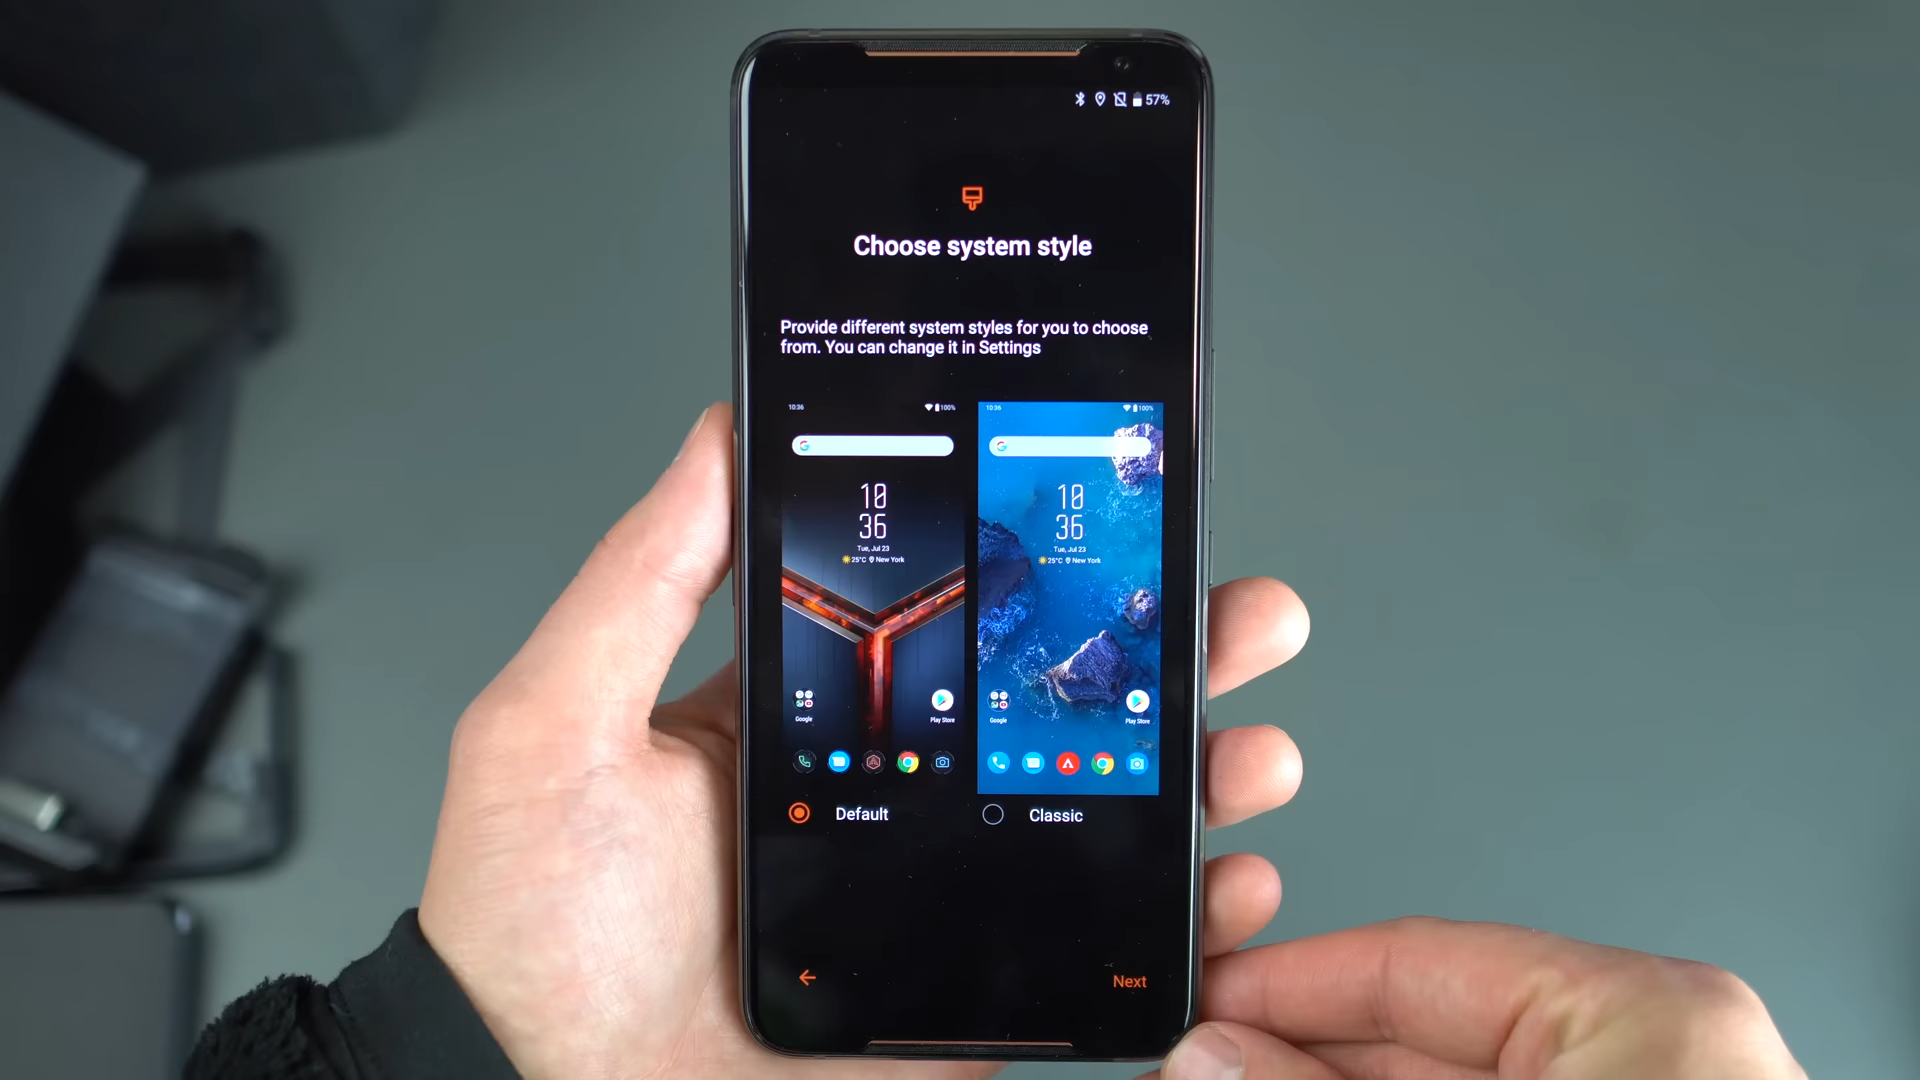 57%
Choose system style
Provide different system styles for you to choose
from. You can change it in Settings
10:36 100%
10
36
Tue, Jul 23
25°C New York
Google Play Store
Default
10:36 100%
10
36
Tue, Jul 23
25°C New York
Google Play Store
Classic
Next